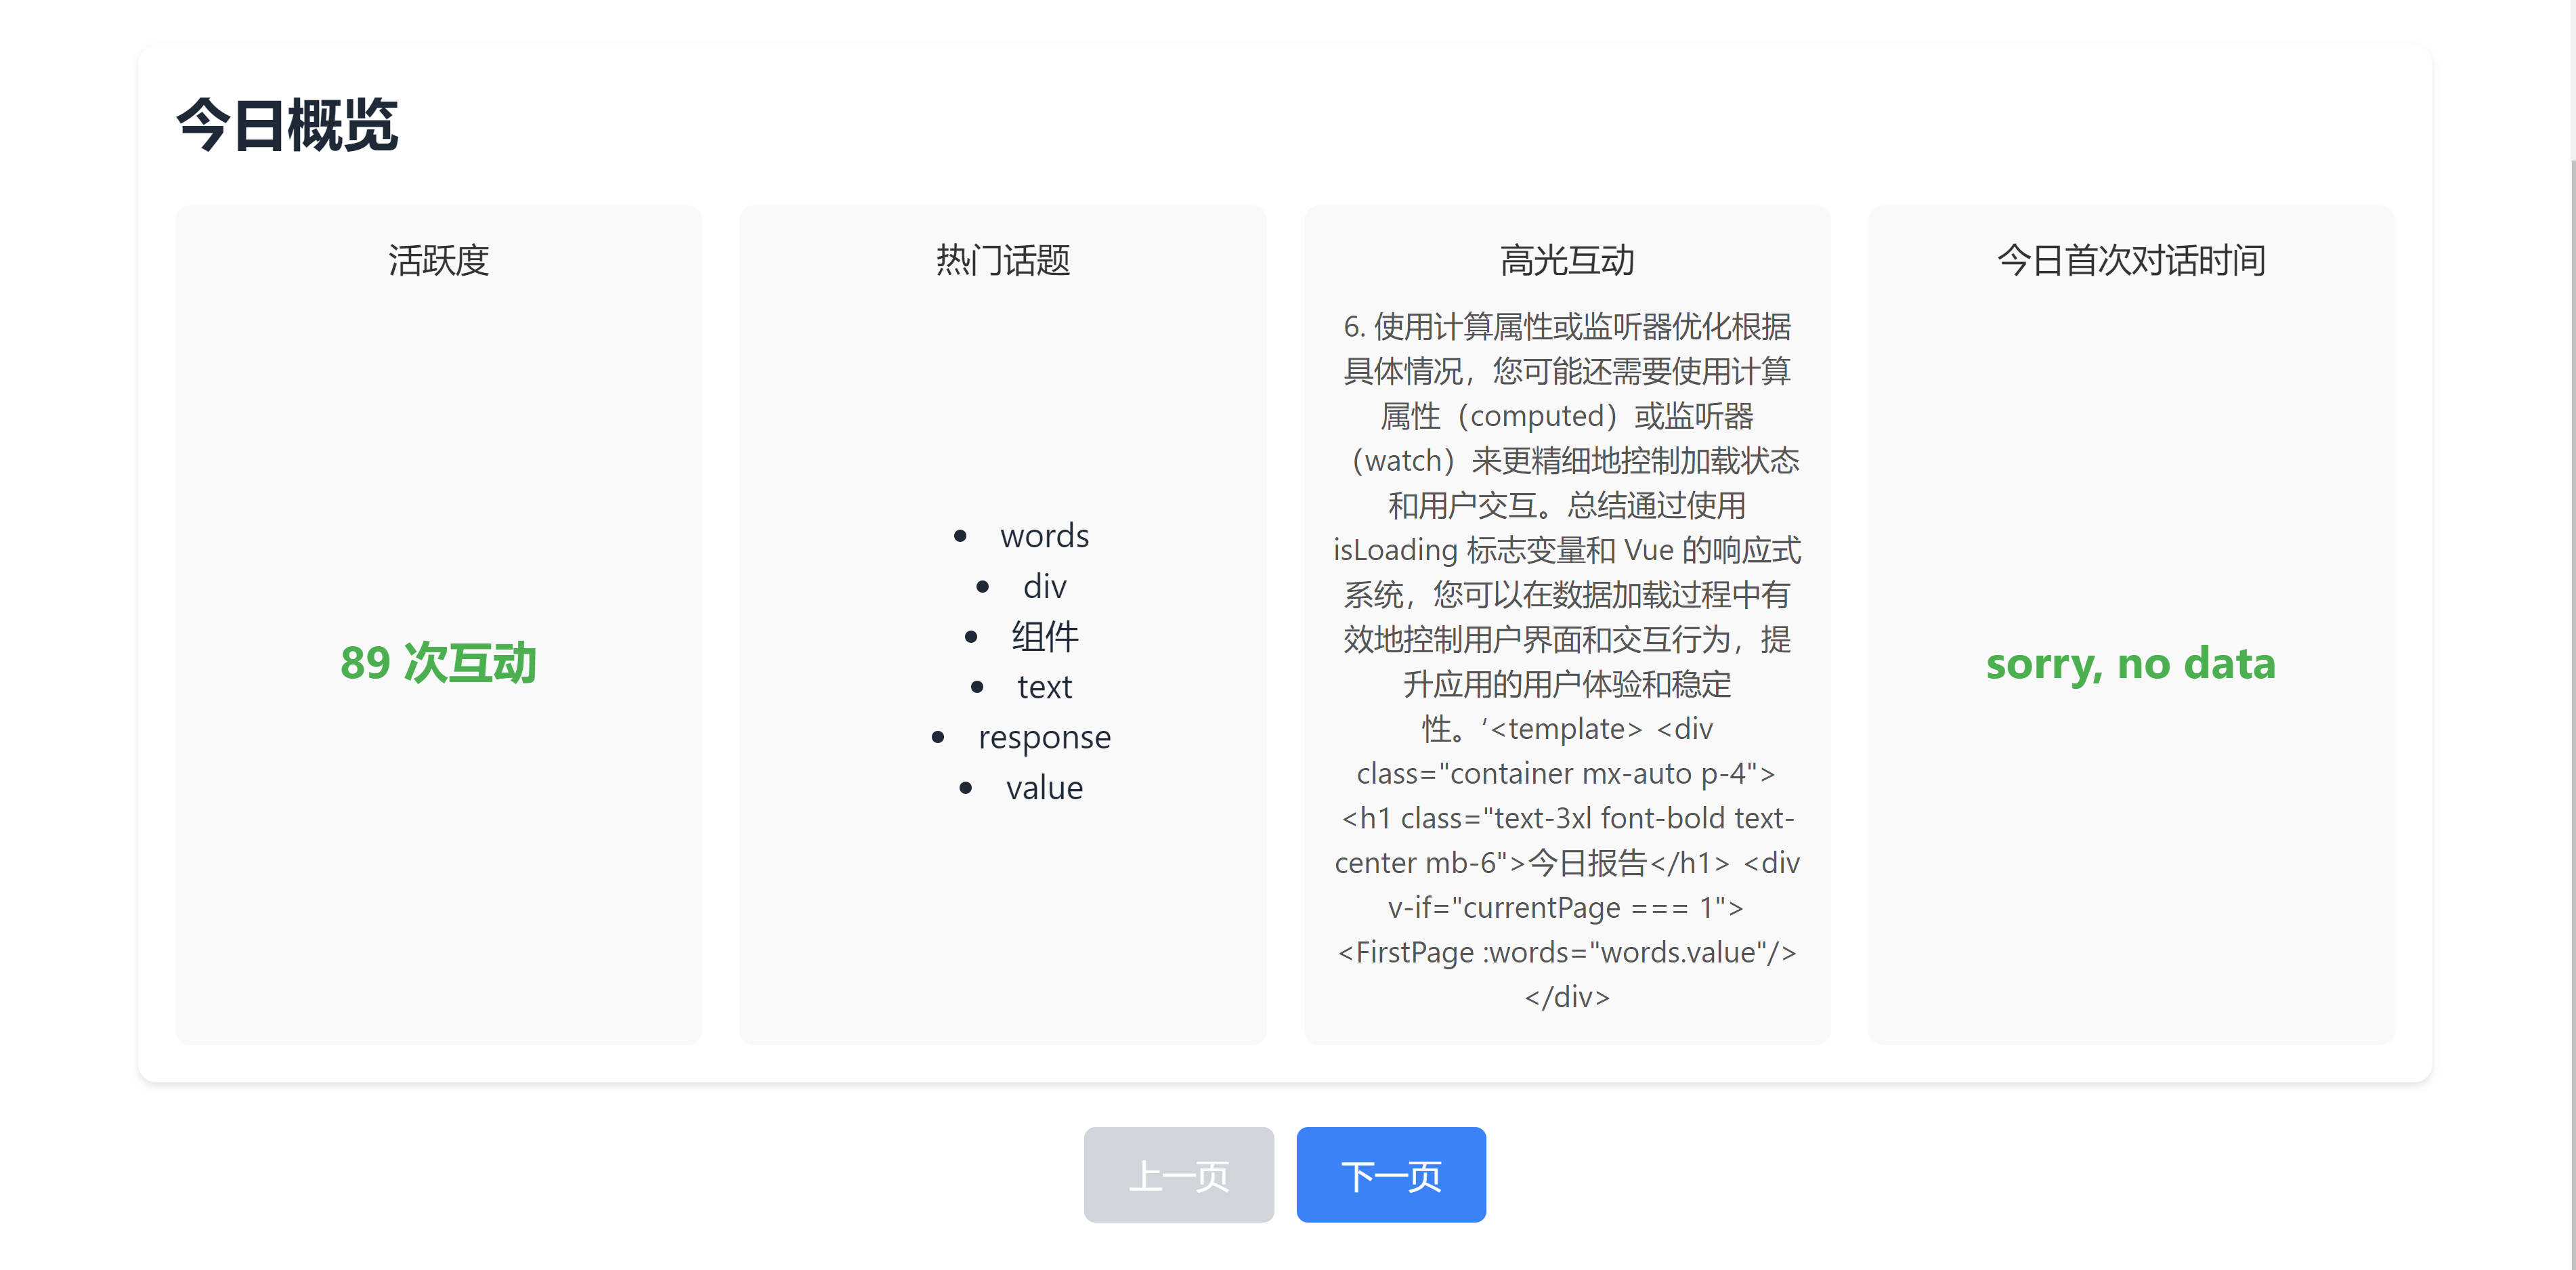 今日概览
活跃度
89 次互动
热门话题
• words
• div
• 组件
• text
• response
• value
高光互动
6. 使用计算属性或监听器优化根据
具体情况，您可能还需要使用计算
属性（computed）或监听器
（watch）来更精细地控制加载状态
和用户交互。总结通过使用
isLoading 标志变量和 Vue 的响应式
系统，您可以在数据加载过程中有
效地控制用户界面和交互行为，提
升应用的用户体验和稳定
性。‘<template> <div
class="container mx-auto p-4">
<h1 class="text-3xl font-bold text-
center mb-6">今日报告</h1> <div
v-if="currentPage === 1">
<FirstPage :words="words.value"/>
</div>
今日首次对话时间
sorry, no data
上一页
下一页